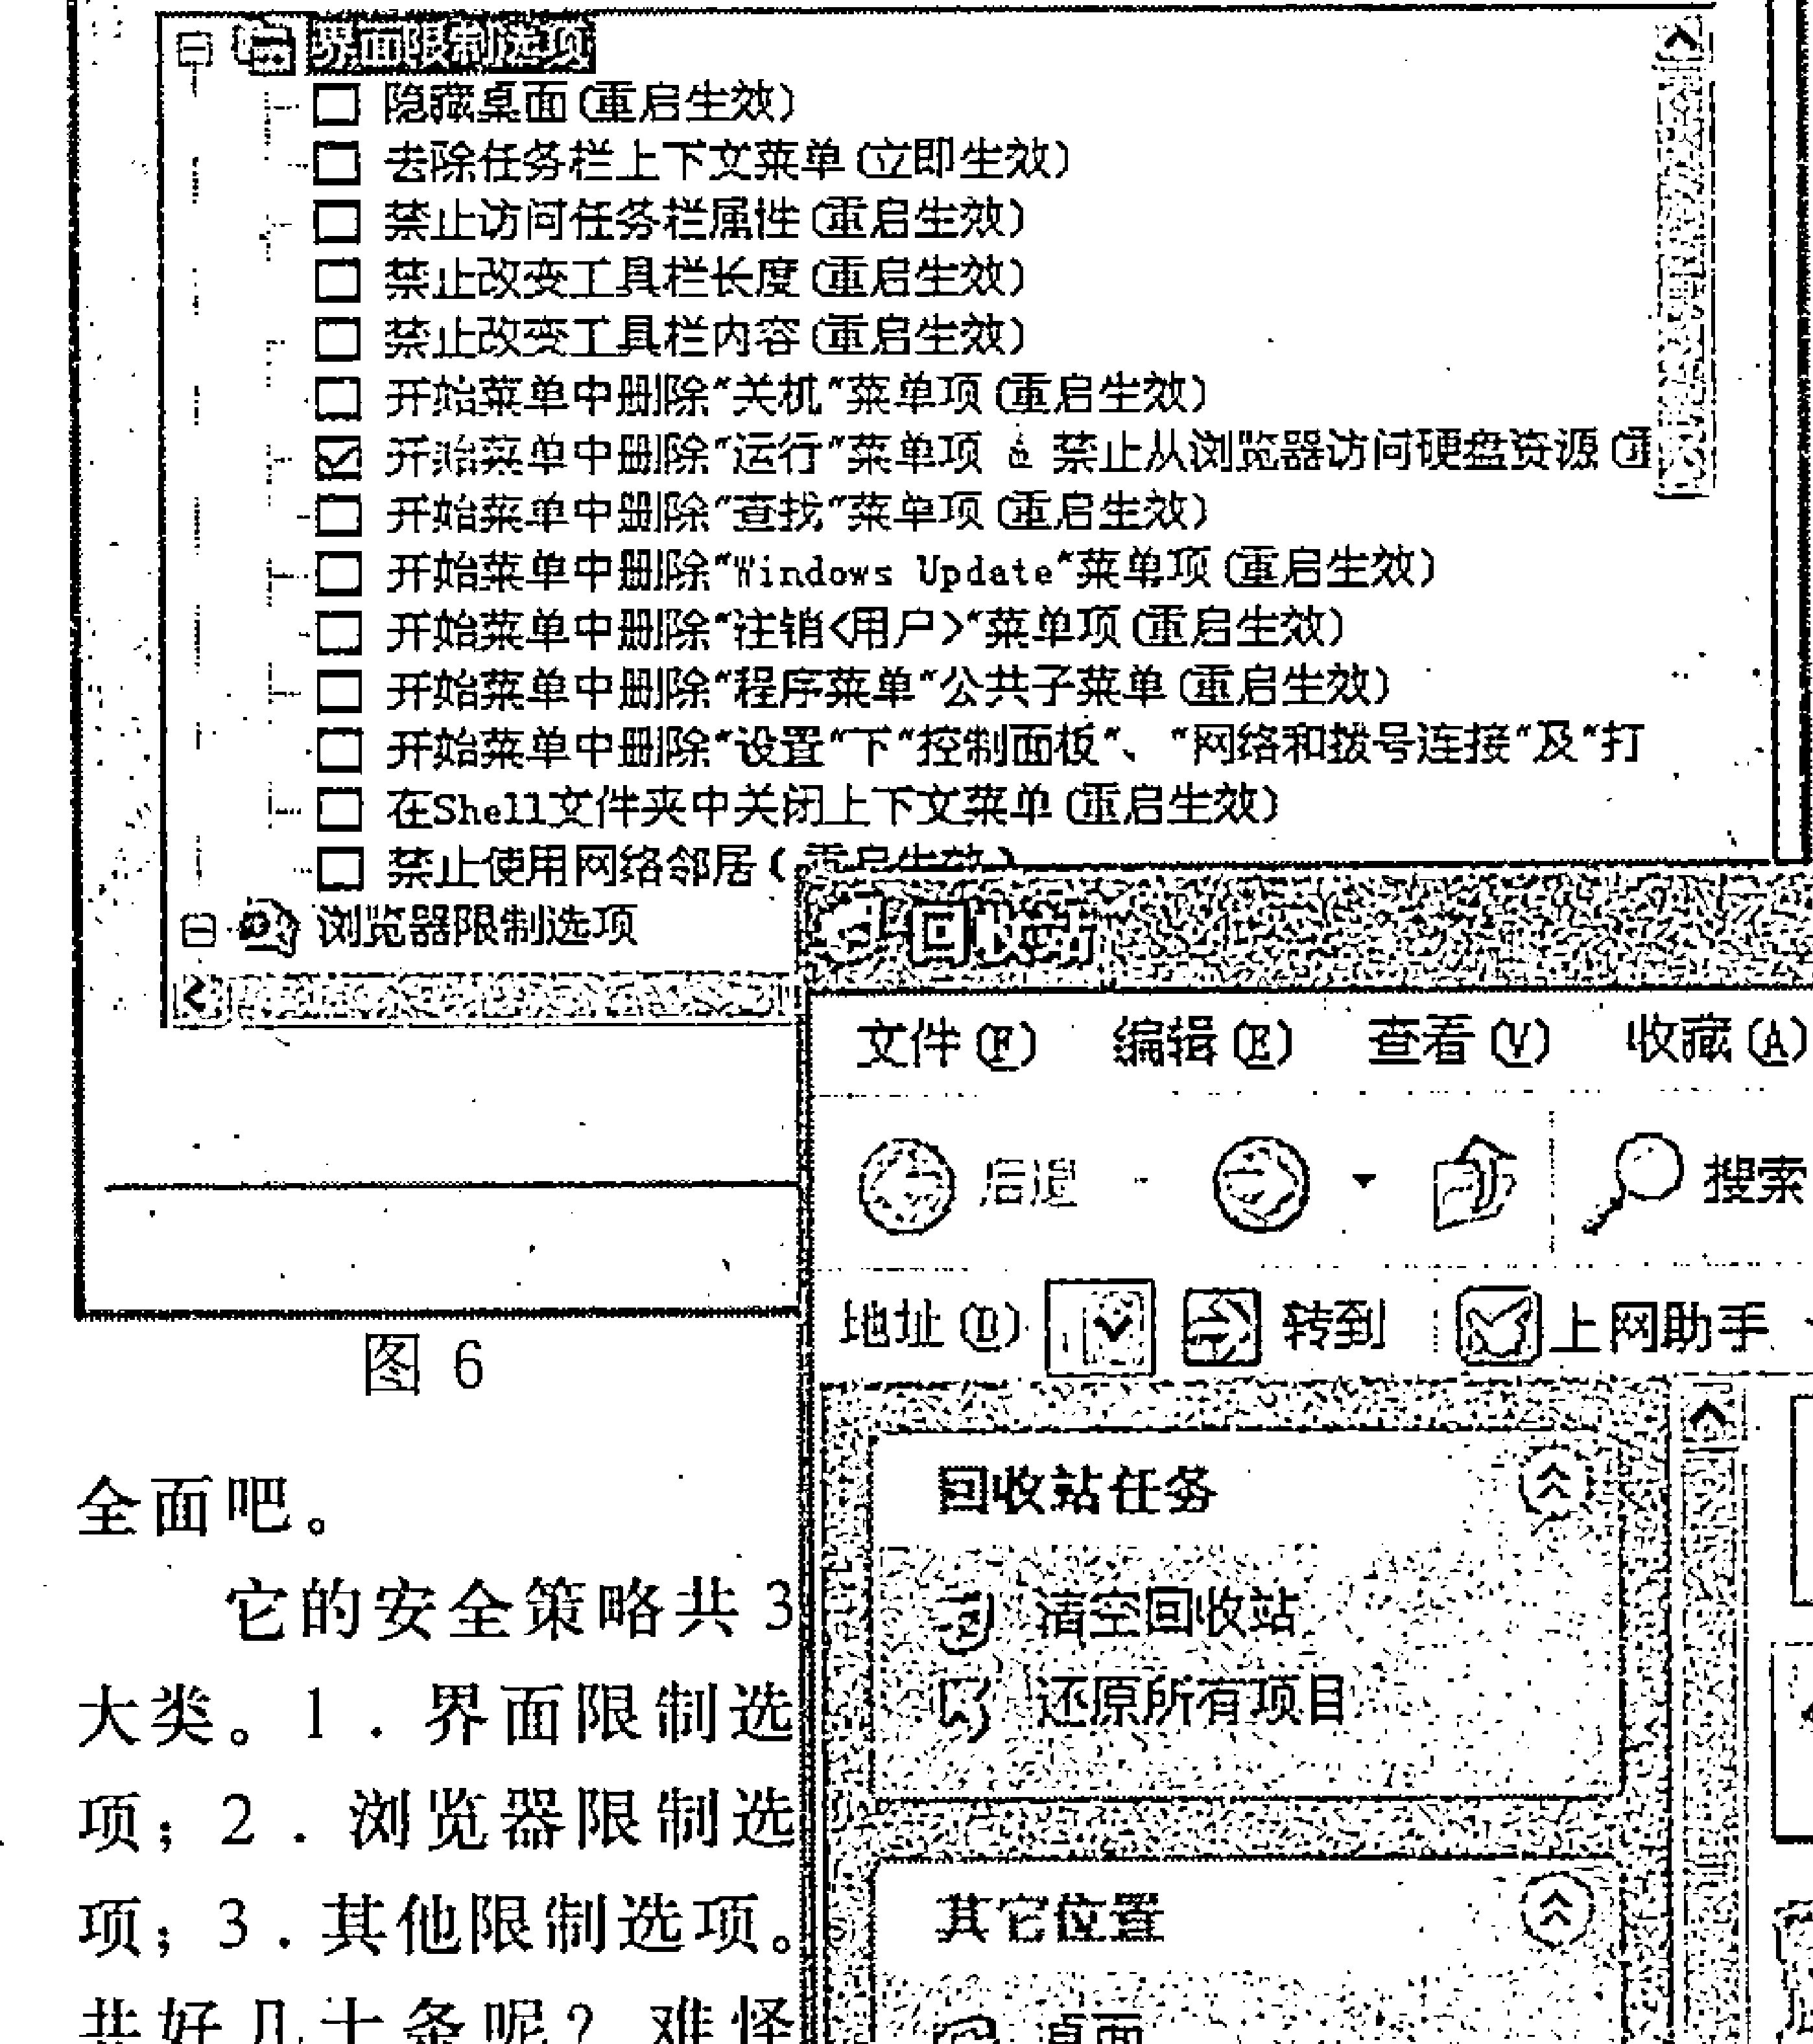 界面限制选项
隐藏桌面(重启生效)
去除任务栏上下文菜单(立即生效)
禁止访问任务栏属性(重启生效)
禁止改变工具栏长度(重启生效)
禁止改变工具栏内容(重启生效)
开始菜单中删除"关机"菜单项(重启生效)
开始菜单中删除"运行"菜单项 禁止从浏览器访问硬盘资源(
开始菜单中删除"查找"菜单项(重启生效)
开始菜单中删除"Windows Update"菜单项(重启生效)
开始菜单中删除"注销<用户>"菜单项(重启生效)
开始菜单中删除"程序菜单"公共子菜单(重启生效)
开始菜单中删除"设置"下"控制面板"、"网络和拨号连接"及"打
在Shell文件夹中关闭上下文菜单(重启生效)
禁止使用网络邻居(重启生效)
浏览器限制选项
图 6
全面吧。
它的安全策略共 3
大类。1．界面限制选
项；2．浏览器限制选
项；3．其他限制选项。
共好几十条呢？难怪
回收站
文件(F) 编辑(E) 查看(V) 收藏(A)
后退 搜索
地址(D) 转到 上网助手
回收站任务
清空回收站
还原所有项目
其它位置
桌面